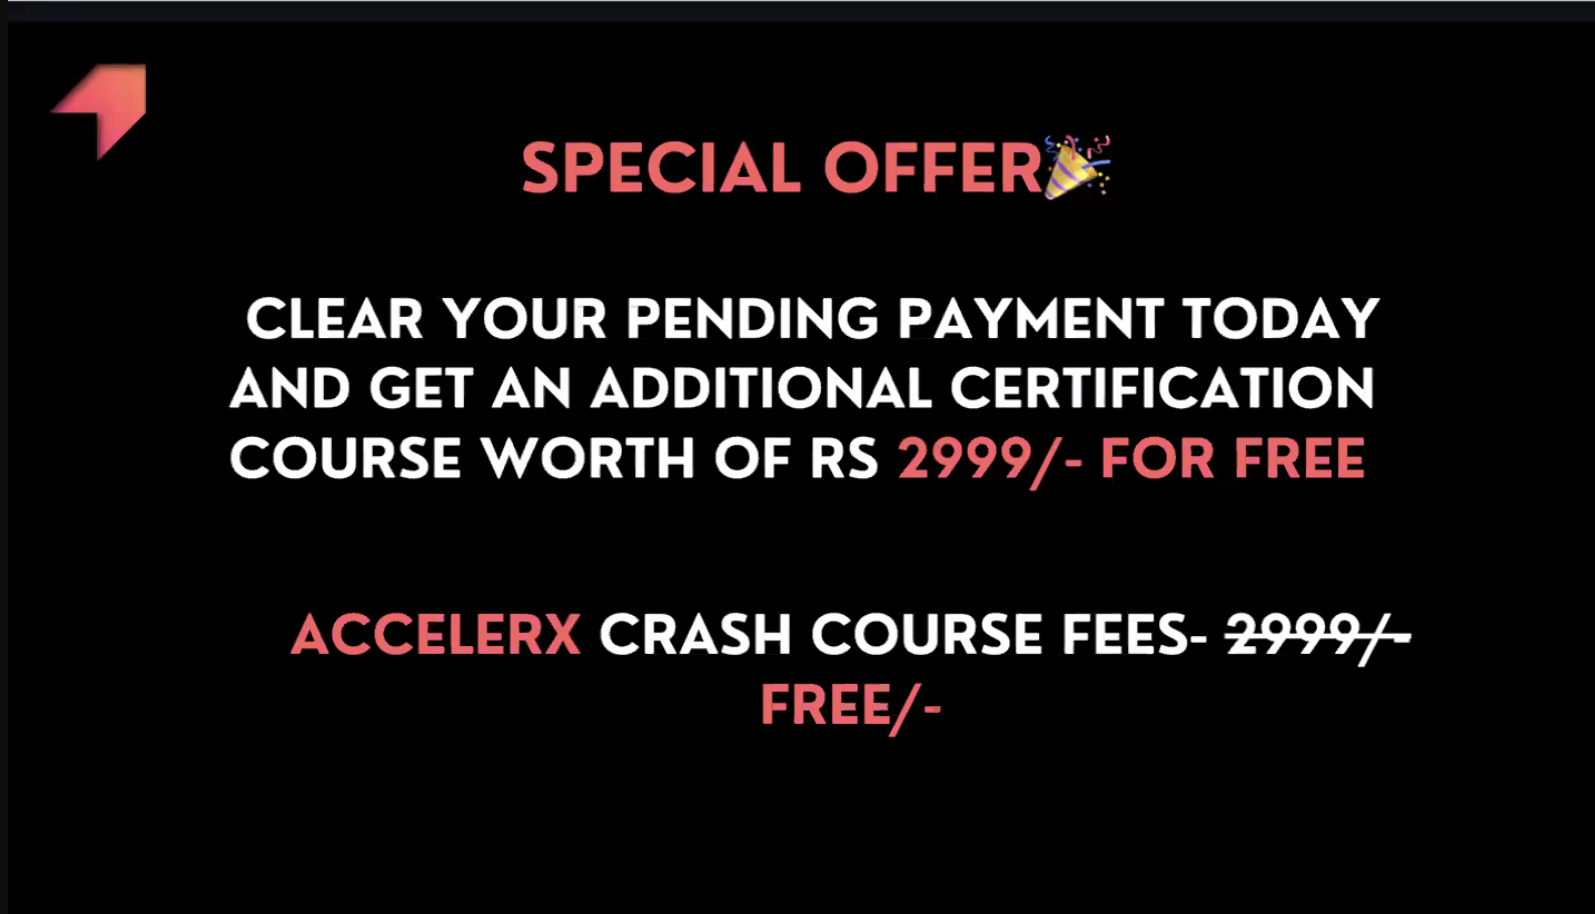 SPECIAL OFFER🎉
CLEAR YOUR PENDING PAYMENT TODAY
AND GET AN ADDITIONAL CERTIFICATION
COURSE WORTH OF RS 2999/- FOR FREE
ACCELERX CRASH COURSE FEES- 2999/-
FREE/-